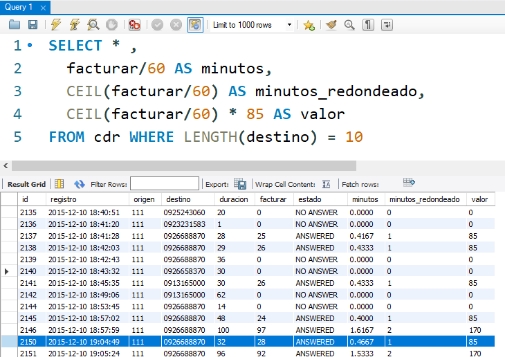 Query 1
Limit to 1000 rows
1 SELECT * ,
2 facturar/60 AS minutos,
3 CEIL(facturar/60) AS minutos_redondeado,
4 CEIL(facturar/60) * 85 AS valor
5 FROM cdr WHERE LENGTH(destino) = 10
Result Grid Filter Rows: Export: Wrap Cell Content: Fetch rows:
id registro origen destino duracion facturar estado minutos minutos_redondeado valor
2135 2015-12-10 18:40:51 111 0925243060 20 0 NO ANSWER 0.0000 0 0
2136 2015-12-10 18:41:20 111 0923231583 1 0 NO ANSWER 0.0000 0 0
2137 2015-12-10 18:41:28 111 0926688870 28 25 ANSWERED 0.4167 1 85
2138 2015-12-10 18:42:03 111 0926688870 29 26 ANSWERED 0.4333 1 85
2139 2015-12-10 18:42:43 111 0926688870 36 0 NO ANSWER 0.0000 0 0
2140 2015-12-10 18:43:32 111 0926658370 30 0 NO ANSWER 0.0000 0 0
2141 2015-12-10 18:45:35 111 0913165000 30 26 ANSWERED 0.4333 1 85
2142 2015-12-10 18:49:06 111 0913165000 62 0 NO ANSWER 0.0000 0 0
2144 2015-12-10 18:53:45 111 0926688870 14 0 NO ANSWER 0.0000 0 0
2145 2015-12-10 18:57:02 111 0926688870 48 24 ANSWERED 0.4000 1 85
2146 2015-12-10 18:57:59 111 0926688870 100 97 ANSWERED 1.6167 2 170
2150 2015-12-10 19:04:49 111 0926688870 32 28 ANSWERED 0.4667 1 85
2156 2015-12-10 19:05:24 111 0926688870 96 92 ANSWERED 1.5333 2 170